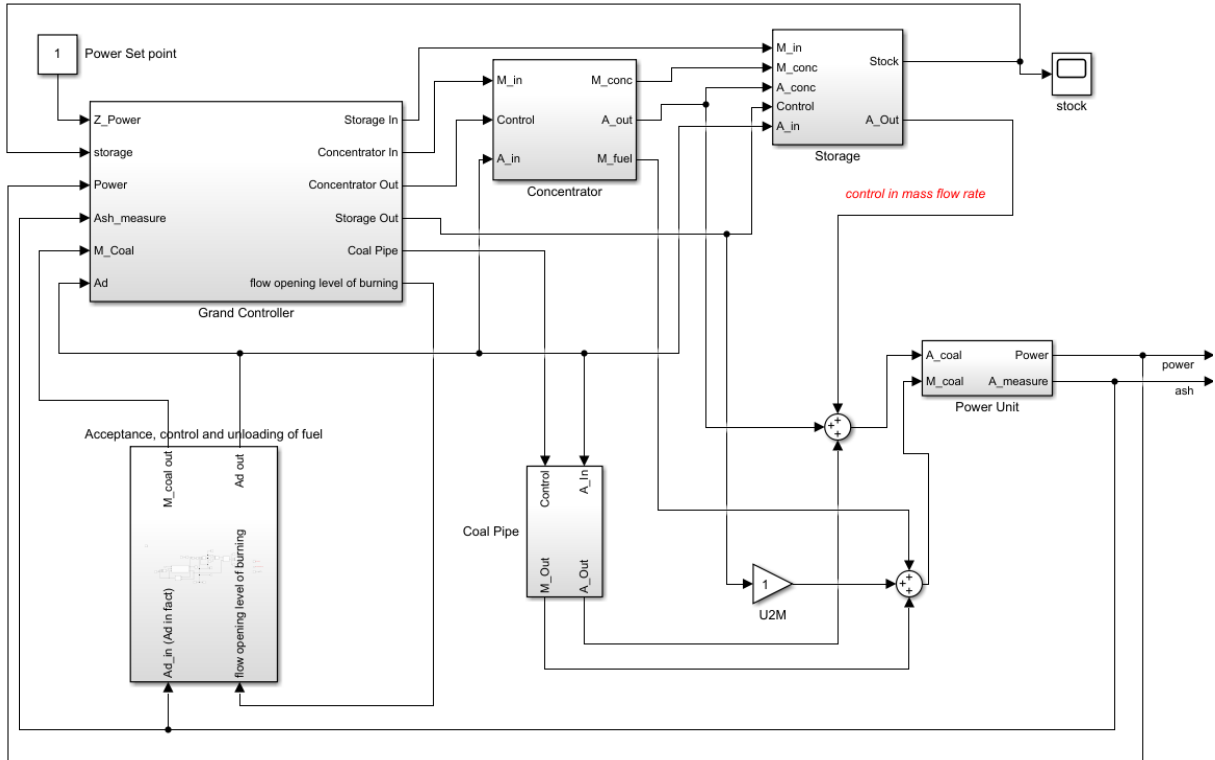 1
Power Set point
Z_Power
storage
Power
Ash_measure
M_Coal
Ad
Storage In
Concentrator In
Concentrator Out
Storage Out
Coal Pipe
flow opening level of burning
Grand Controller
M_in
Control
A_in
M_conc
A_out
M_fuel
Concentrator
M_in
M_conc
A_conc
Control
A_in
Stock
A_Out
Storage
stock
control in mass flow rate
A_coal
M_coal
Power
A_measure
Power Unit
power
ash
Acceptance, control and unloading of fuel
M_coal out
Ad out
Ad_in (Ad in fact)
flow opening level of burning
Control
A_In
Coal Pipe
M_Out
A_Out
1
U2M
+
+
+
+
+
+